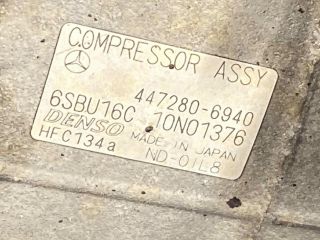 COMPRESSOR ASSY
447280-6940
6SBU16C 10N01376
DENSO MADE IN JAPAN
HFC134a ND-OIL8